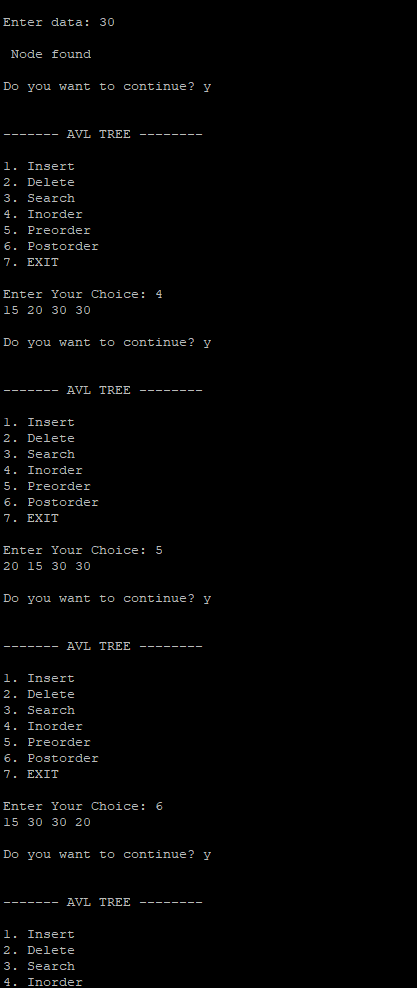 Enter data: 30
Node found
Do you want to continue? y
------- AVL TREE --------
1. Insert
2. Delete
3. Search
4. Inorder
5. Preorder
6. Postorder
7. EXIT
Enter Your Choice: 4
15 20 30 30
Do you want to continue? y
------- AVL TREE --------
1. Insert
2. Delete
3. Search
4. Inorder
5. Preorder
6. Postorder
7. EXIT
Enter Your Choice: 5
20 15 30 30
Do you want to continue? y
------- AVL TREE --------
1. Insert
2. Delete
3. Search
4. Inorder
5. Preorder
6. Postorder
7. EXIT
Enter Your Choice: 6
15 30 30 20
Do you want to continue? y
------- AVL TREE --------
1. Insert
2. Delete
3. Search
4. Inorder